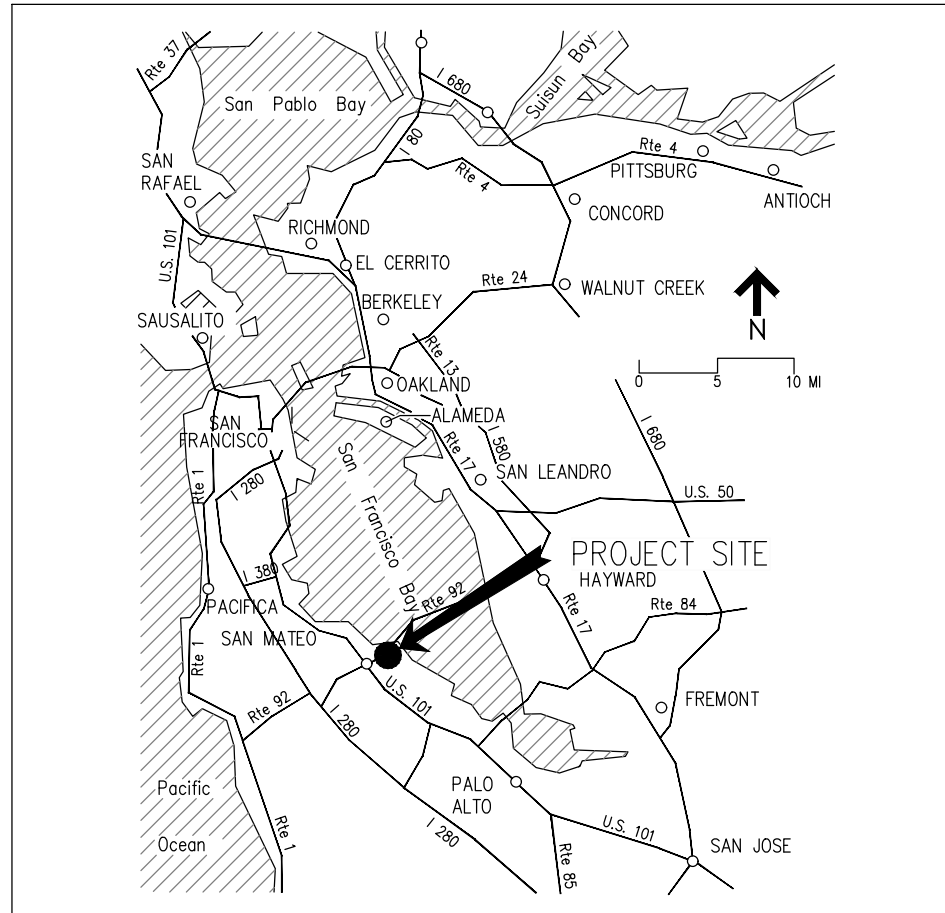 Rte 37
San Pablo Bay
I 680
Suisun Bay
I 80
SAN
RAFAEL
Rte 4
Rte 4
PITTSBURG
ANTIOCH
CONCORD
U.S. 101
RICHMOND
EL CERRITO
Rte 24
WALNUT CREEK
BERKELEY
SAUSALITO
N
Rte 13
0 5 10 MI
OAKLAND
ALAMEDA
SAN
FRANCISCO
I 680
Rte 17
I 580
San Francisco Bay
SAN LEANDRO
Rte 1
I 280
U.S. 50
PROJECT SITE
HAYWARD
I 380
Rte 92
PACIFICA
Rte 84
SAN MATEO
Rte 17
Rte 1
U.S. 101
FREMONT
Rte 92
I 280
Pacific
Ocean
PALO
ALTO
Rte 1
I 280
U.S. 101
Rte 85
SAN JOSE